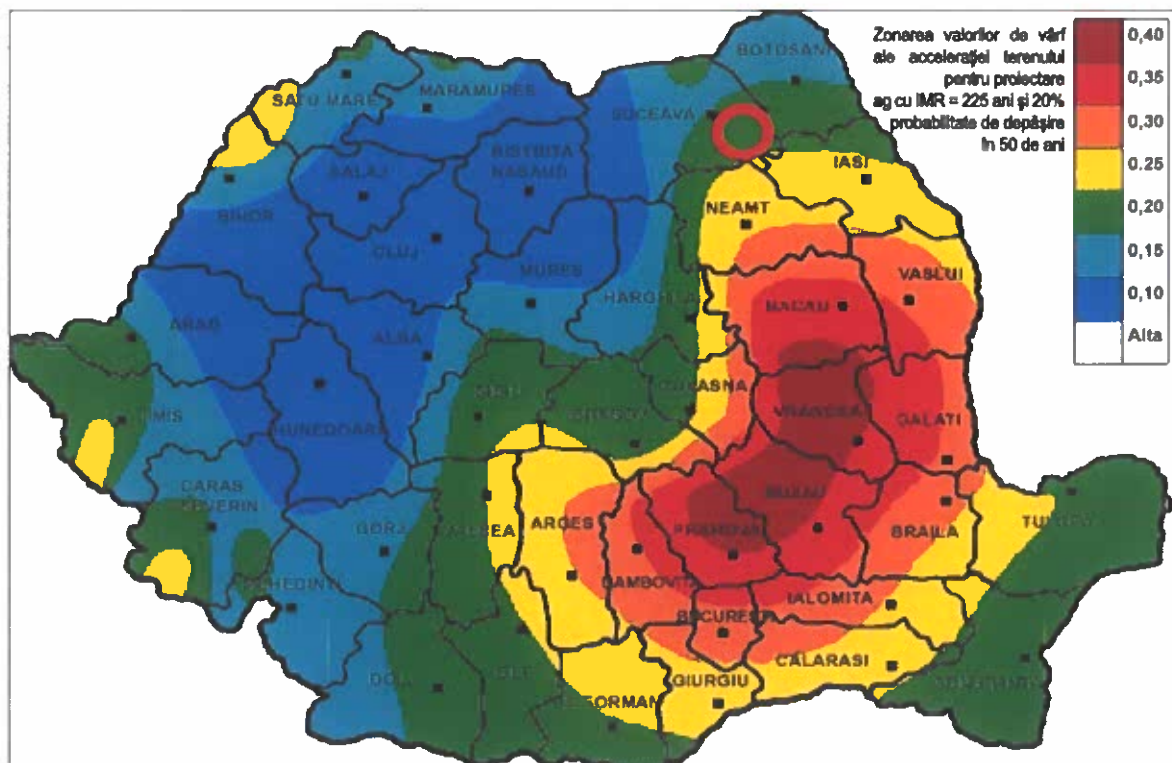 Zonarea valorilor de vârf
ale accelerației terenului
pentru proiectare
ag cu IMR = 225 ani și 20%
probabilitate de depășire
în 50 de ani
0,40
0,35
0,30
0,25
0,20
0,15
0,10
Alta
BOTOSANI
SATU MARE
MARAMURES
SUCEAVA
IASI
BISTRITA
NASAUD
SALAJ
BIHOR
NEAMT
CLUJ
MURES
VASLUI
HARGHITA
BACAU
ARAD
ALBA
SIBIU
COVASNA
BRASOV
VRANCEA
GALATI
TIMIS
HUNEDOARA
CARAS
SEVERIN
GORJ
VALCEA
ARGES
PRAHOVA
BUZAU
BRAILA
TULCEA
MEHEDINTI
DAMBOVITA
IALOMITA
BUCURESTI
CALARASI
DOLJ
OLT
GIURGIU